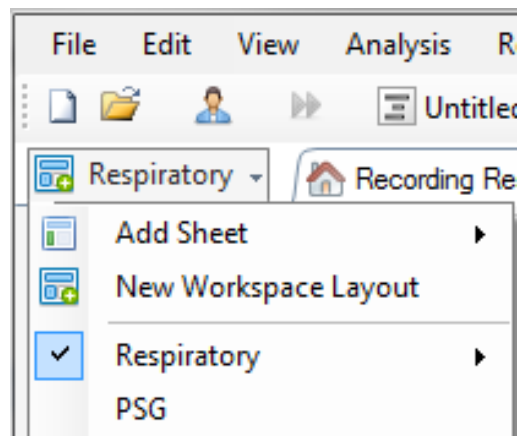 File Edit View Analysis R
Untitled
Respiratory Recording Re
Add Sheet
New Workspace Layout
Respiratory
PSG